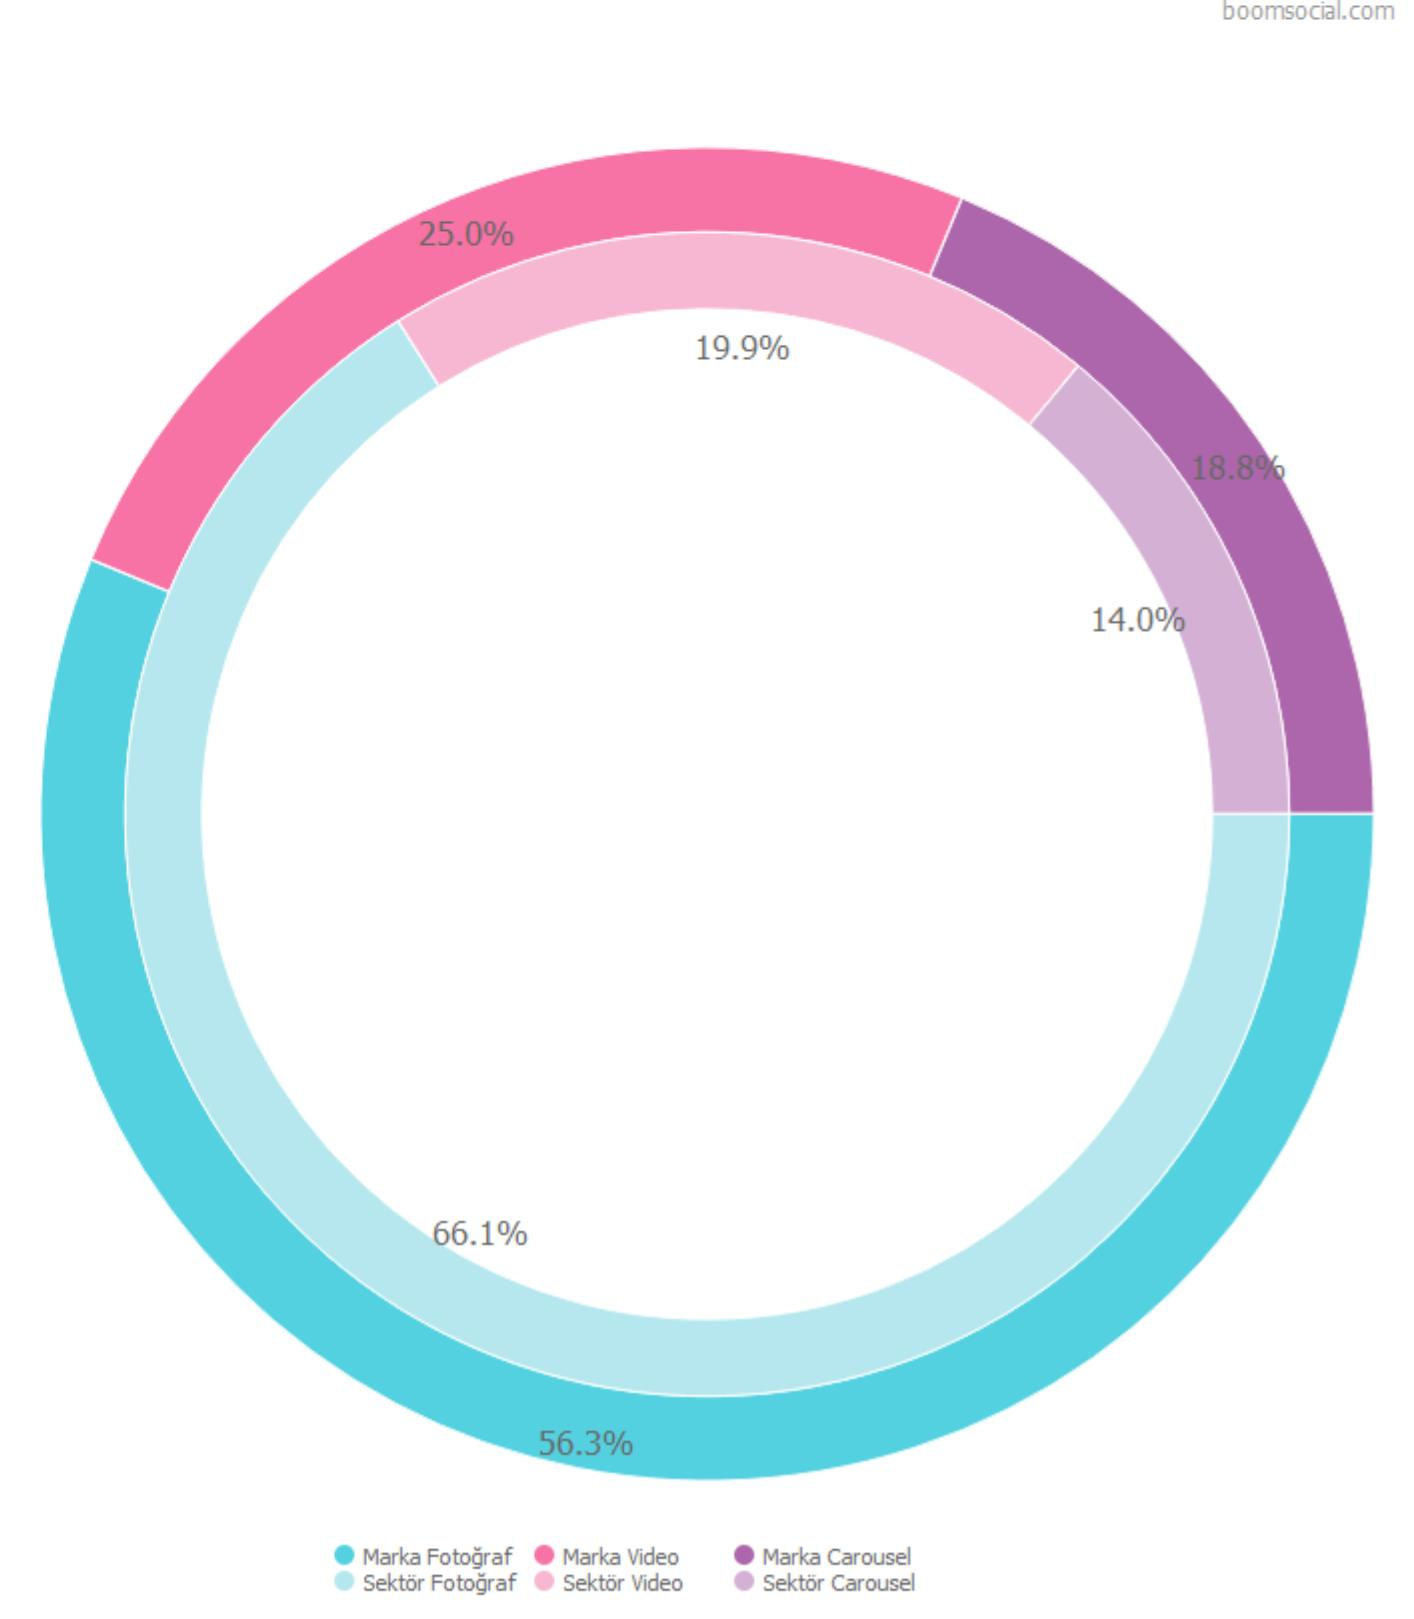 boomsocial.com
25.0%
19.9%
18.8%
14.0%
66.1%
56.3%
Marka Fotoğraf Marka Video Marka Carousel
Sektör Fotoğraf Sektör Video Sektör Carousel